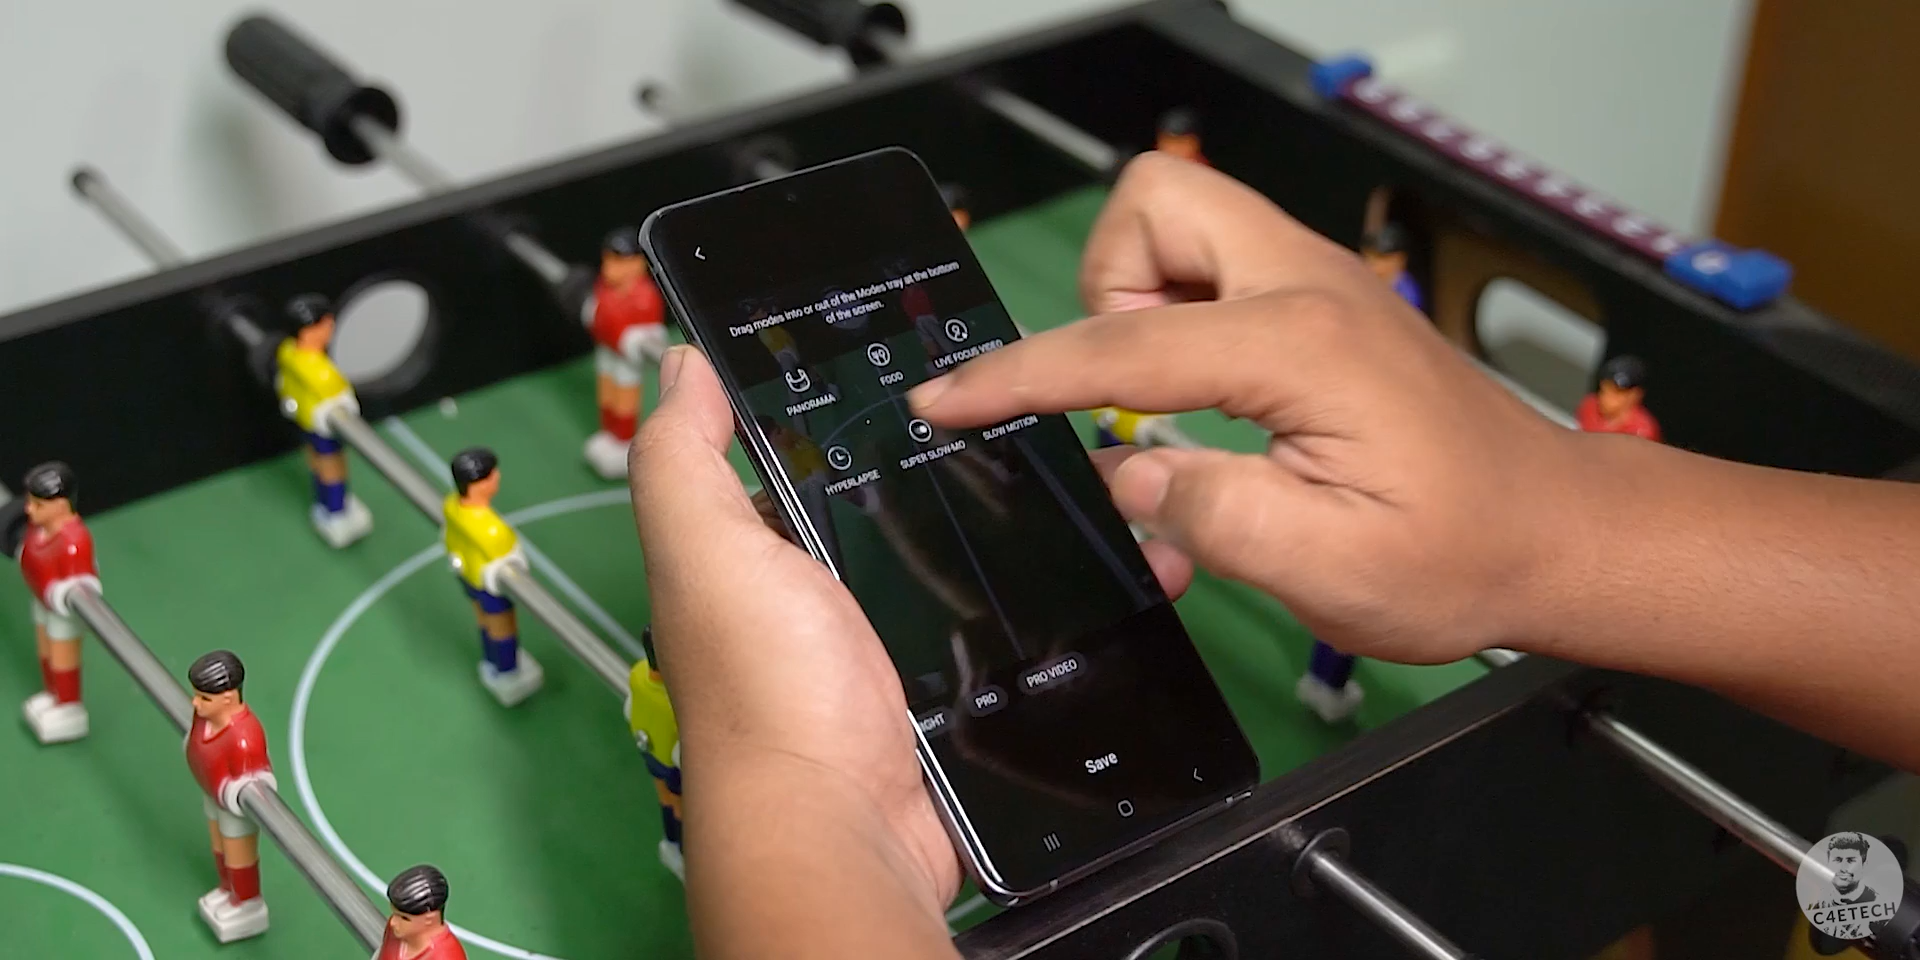 Drag modes into or out of the Modes tray at the bottom
of the screen.
PANORAMA
FOOD
LIVE FOCUS VIDEO
HYPERLAPSE
SUPER SLOW-MO
SLOW MOTION
PRO
PRO VIDEO
Save
C4ETECH